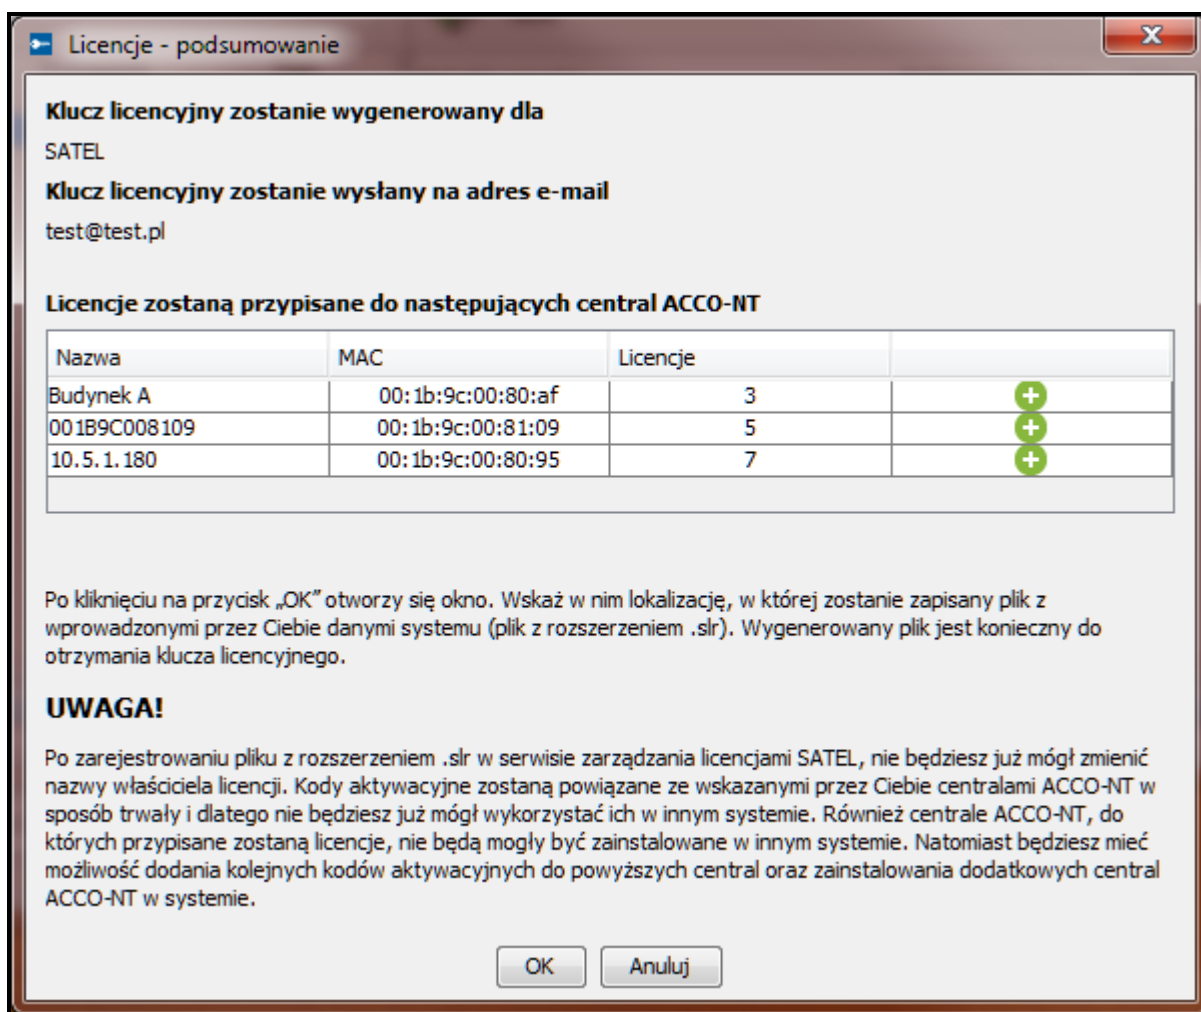 Licencje - podsumowanie
Klucz licencyjny zostanie wygenerowany dla
SATEL
Klucz licencyjny zostanie wysłany na adres e-mail
test@test.pl
Licencje zostaną przypisane do następujących central ACCO-NT
Nazwa MAC Licencje
Budynek A 00:1b:9c:00:80:af 3
001B9C008109 00:1b:9c:00:81:09 5
10.5.1.180 00:1b:9c:00:80:95 7
Po kliknięciu na przycisk „OK” otworzy się okno. Wskaż w nim lokalizację, w której zostanie zapisany plik z
wprowadzonymi przez Ciebie danymi systemu (plik z rozszerzeniem .slr). Wygenerowany plik jest konieczny do
otrzymania klucza licencyjnego.
UWAGA!
Po zarejestrowaniu pliku z rozszerzeniem .slr w serwisie zarządzania licencjami SATEL, nie będziesz już mógł zmienić
nazwy właściciela licencji. Kody aktywacyjne zostaną powiązane ze wskazanymi przez Ciebie centralami ACCO-NT w
sposób trwały i dlatego nie będziesz już mógł wykorzystać ich w innym systemie. Również centrale ACCO-NT, do
których przypisane zostaną licencje, nie będą mogły być zainstalowane w innym systemie. Natomiast będziesz mieć
możliwość dodania kolejnych kodów aktywacyjnych do powyższych central oraz zainstalowania dodatkowych central
ACCO-NT w systemie.
OK Anuluj